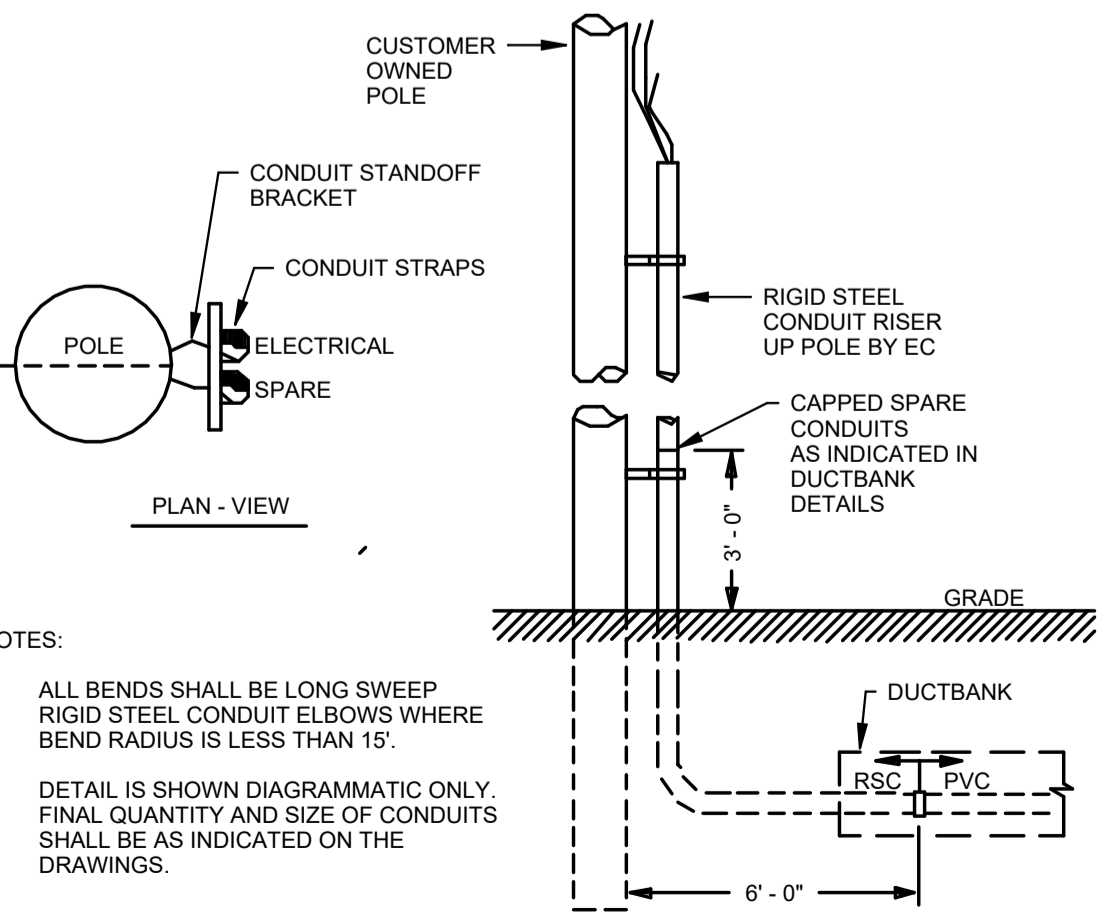 CUSTOMER
OWNED
POLE
CONDUIT STANDOFF
BRACKET
CONDUIT STRAPS
POLE
ELECTRICAL
SPARE
PLAN - VIEW
RIGID STEEL
CONDUIT RISER
UP POLE BY EC
CAPPED SPARE
CONDUITS
AS INDICATED IN
DUCTBANK
DETAILS
3' - 0"
GRADE
OTES:
ALL BENDS SHALL BE LONG SWEEP
RIGID STEEL CONDUIT ELBOWS WHERE
BEND RADIUS IS LESS THAN 15'.
DETAIL IS SHOWN DIAGRAMMATIC ONLY.
FINAL QUANTITY AND SIZE OF CONDUITS
SHALL BE AS INDICATED ON THE
DRAWINGS.
DUCTBANK
RSC PVC
6' - 0"